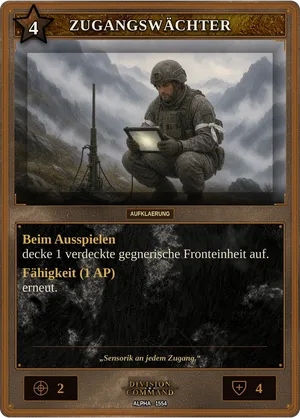 4
ZUGANGSWÄCHTER
AUFKLAERUNG
Beim Ausspielen
decke 1 verdeckte gegnerische Fronteinheit auf.
Fähigkeit (1 AP)
erneut.
„Sensorik an jedem Zugang.“
2
DIVISION
COMMAND
ALPHA · 1554
4